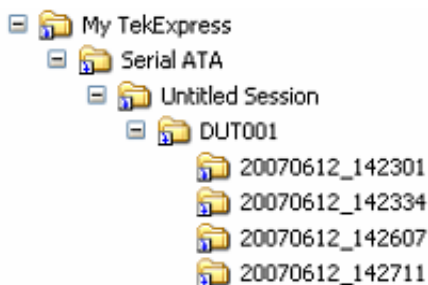 My TekExpress
Serial ATA
Untitled Session
DUT001
20070612_142301
20070612_142334
20070612_142607
20070612_142711